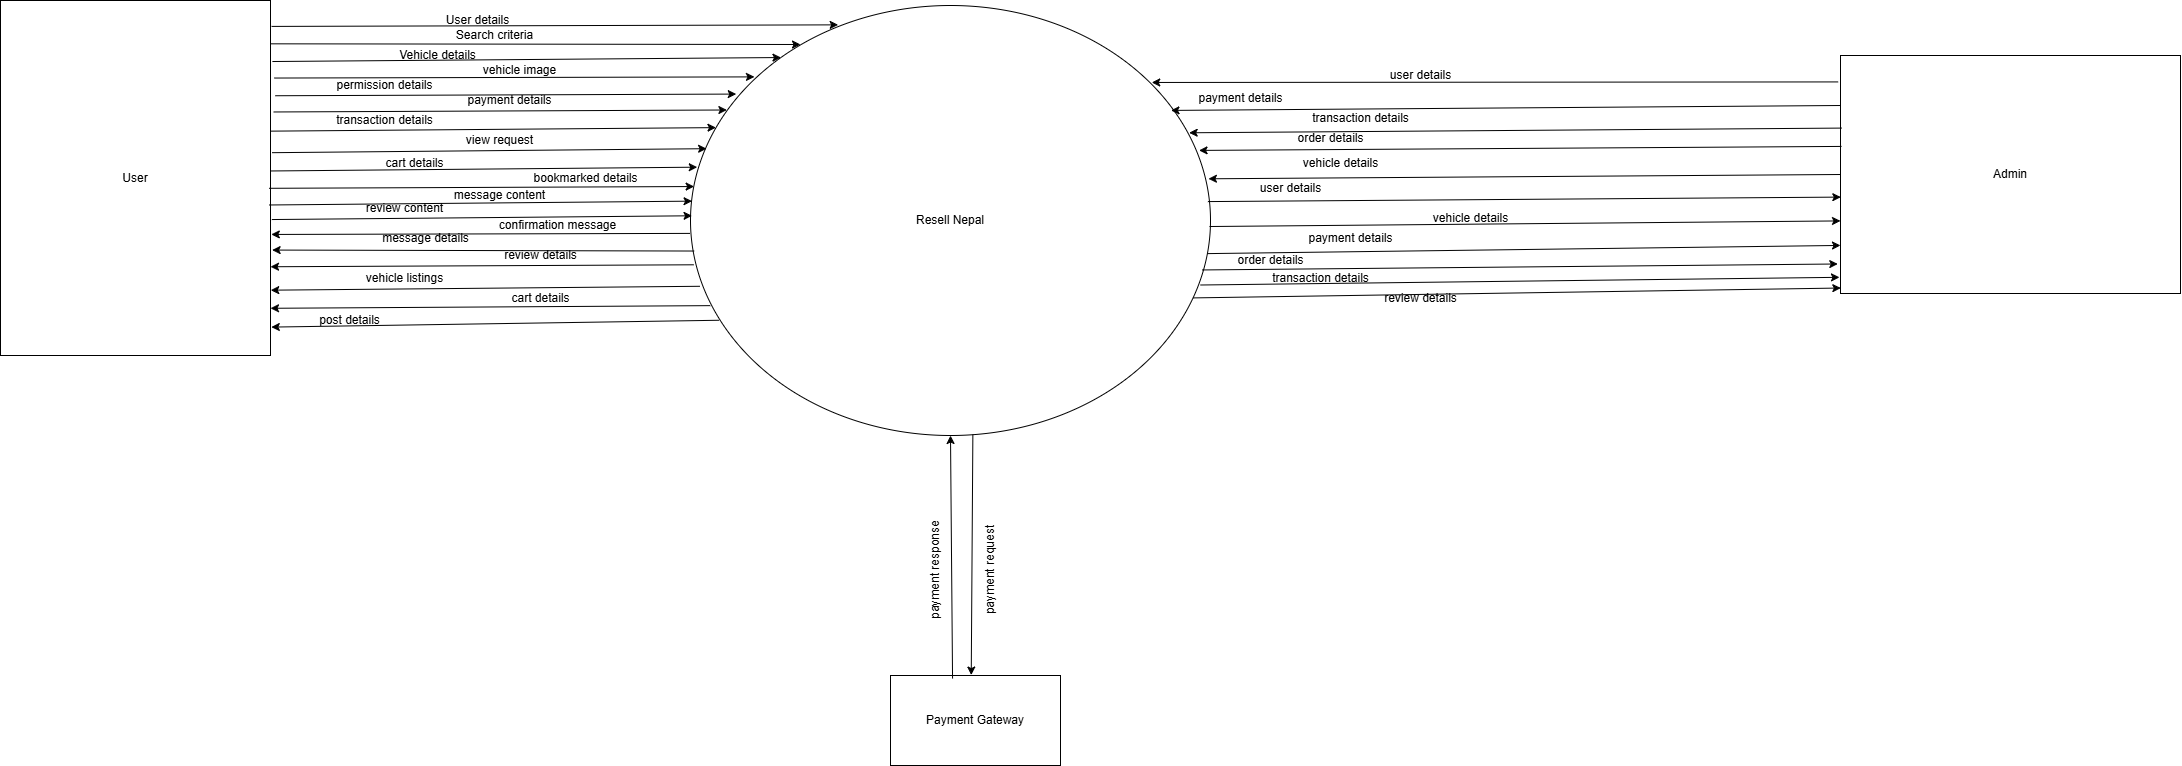 User details
Search criteria
Vehicle details
vehicle image
permission details
payment details
transaction details
view request
cart details
bookmarked details
message content
review content
confirmation message
message details
review details
vehicle listings
cart details
post details
User
Resell Nepal
user details
payment details
transaction details
order details
vehicle details
user details
vehicle details
payment details
order details
transaction details
review details
Admin
payment response
payment request
Payment Gateway